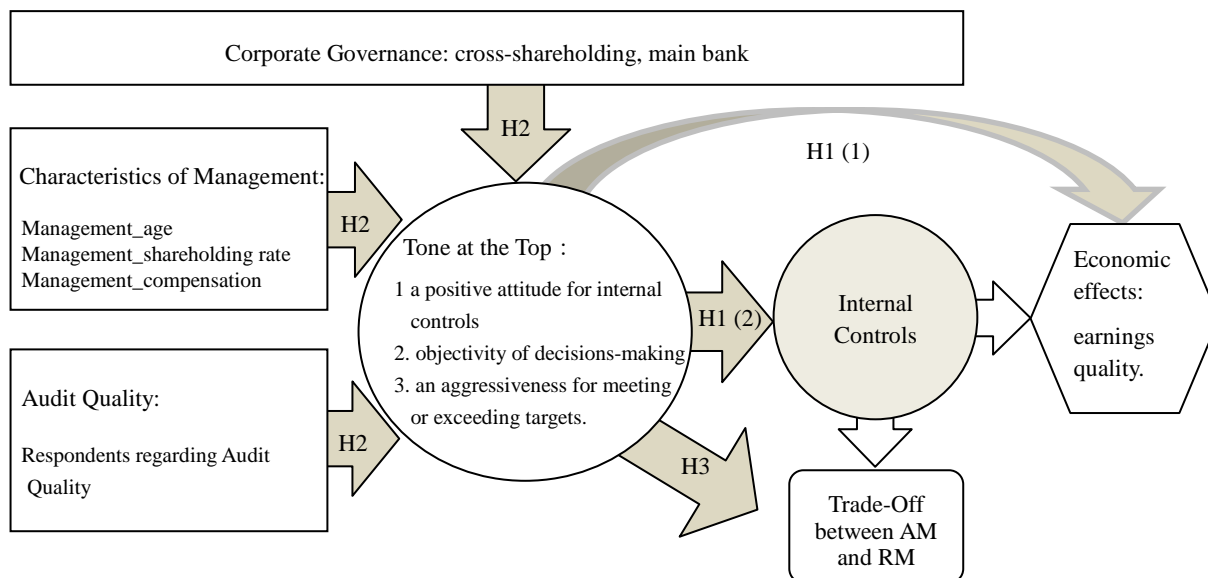 Corporate Governance: cross-shareholding, main bank
H2
H1 (1)
Characteristics of Management:
Management_age
Management_shareholding rate
Management_compensation
H2
Tone at the Top :
1 a positive attitude for internal
controls
2. objectivity of decisions-making
3. an aggressiveness for meeting
or exceeding targets.
H1 (2)
Internal
Controls
Economic
effects:
earnings
quality.
Audit Quality:
Respondents regarding Audit
Quality
H2
H3
Trade-Off
between AM
and RM